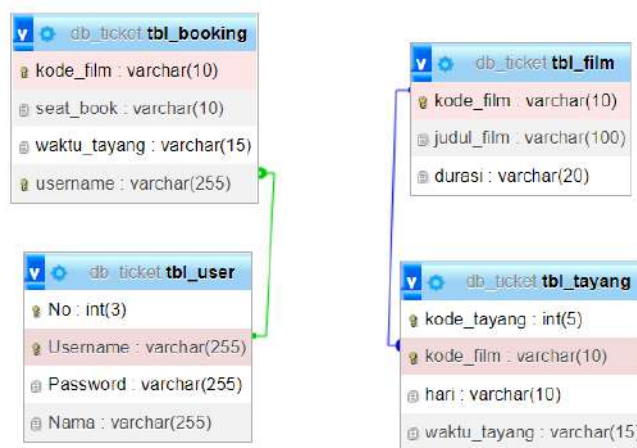 v db_ticket tbl_booking
kode_film : varchar(10)
seat_book : varchar(10)
waktu_tayang : varchar(15)
username : varchar(255)
v db_ticket tbl_film
kode_film : varchar(10)
judul_film : varchar(100)
durasi : varchar(20)
v db_ticket tbl_user
No : int(3)
Username : varchar(255)
Password : varchar(255)
Nama : varchar(255)
v db_ticket tbl_tayang
kode_tayang : int(5)
kode_film : varchar(10)
hari : varchar(10)
waktu_tayang : varchar(15)